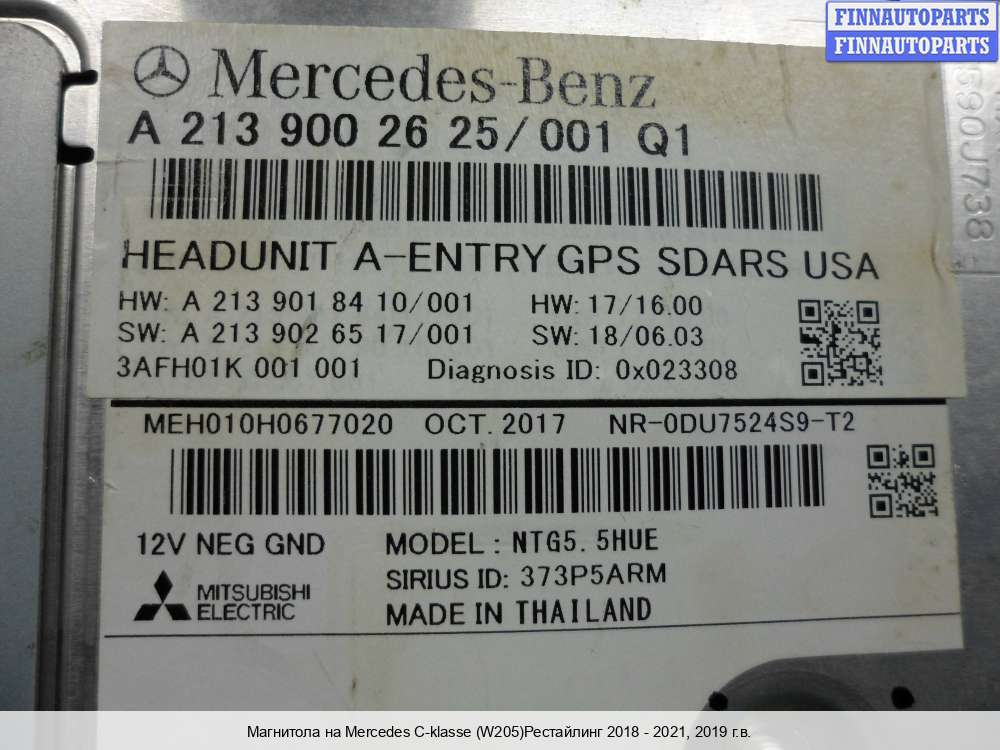 FINNAUTOPARTS
FINNAUTOPARTS
Mercedes-Benz
A 213 900 26 25/001 Q1
HEADUNIT A-ENTRY GPS SDARS USA
HW: A 213 901 84 10/001 HW: 17/16.00
SW: A 213 902 65 17/001 SW: 18/06.03
3AFH01K 001 001 Diagnosis ID: 0x023308
MEH010H0677020 OCT. 2017 NR-0DU7524S9-T2
12V NEG GND MODEL : NTG5. 5HUE
MITSUBISHI ELECTRIC SIRIUS ID: 373P5ARM
MADE IN THAILAND
Магнитола на Mercedes C-klasse (W205)Рестайлинг 2018 - 2021, 2019 г.в.